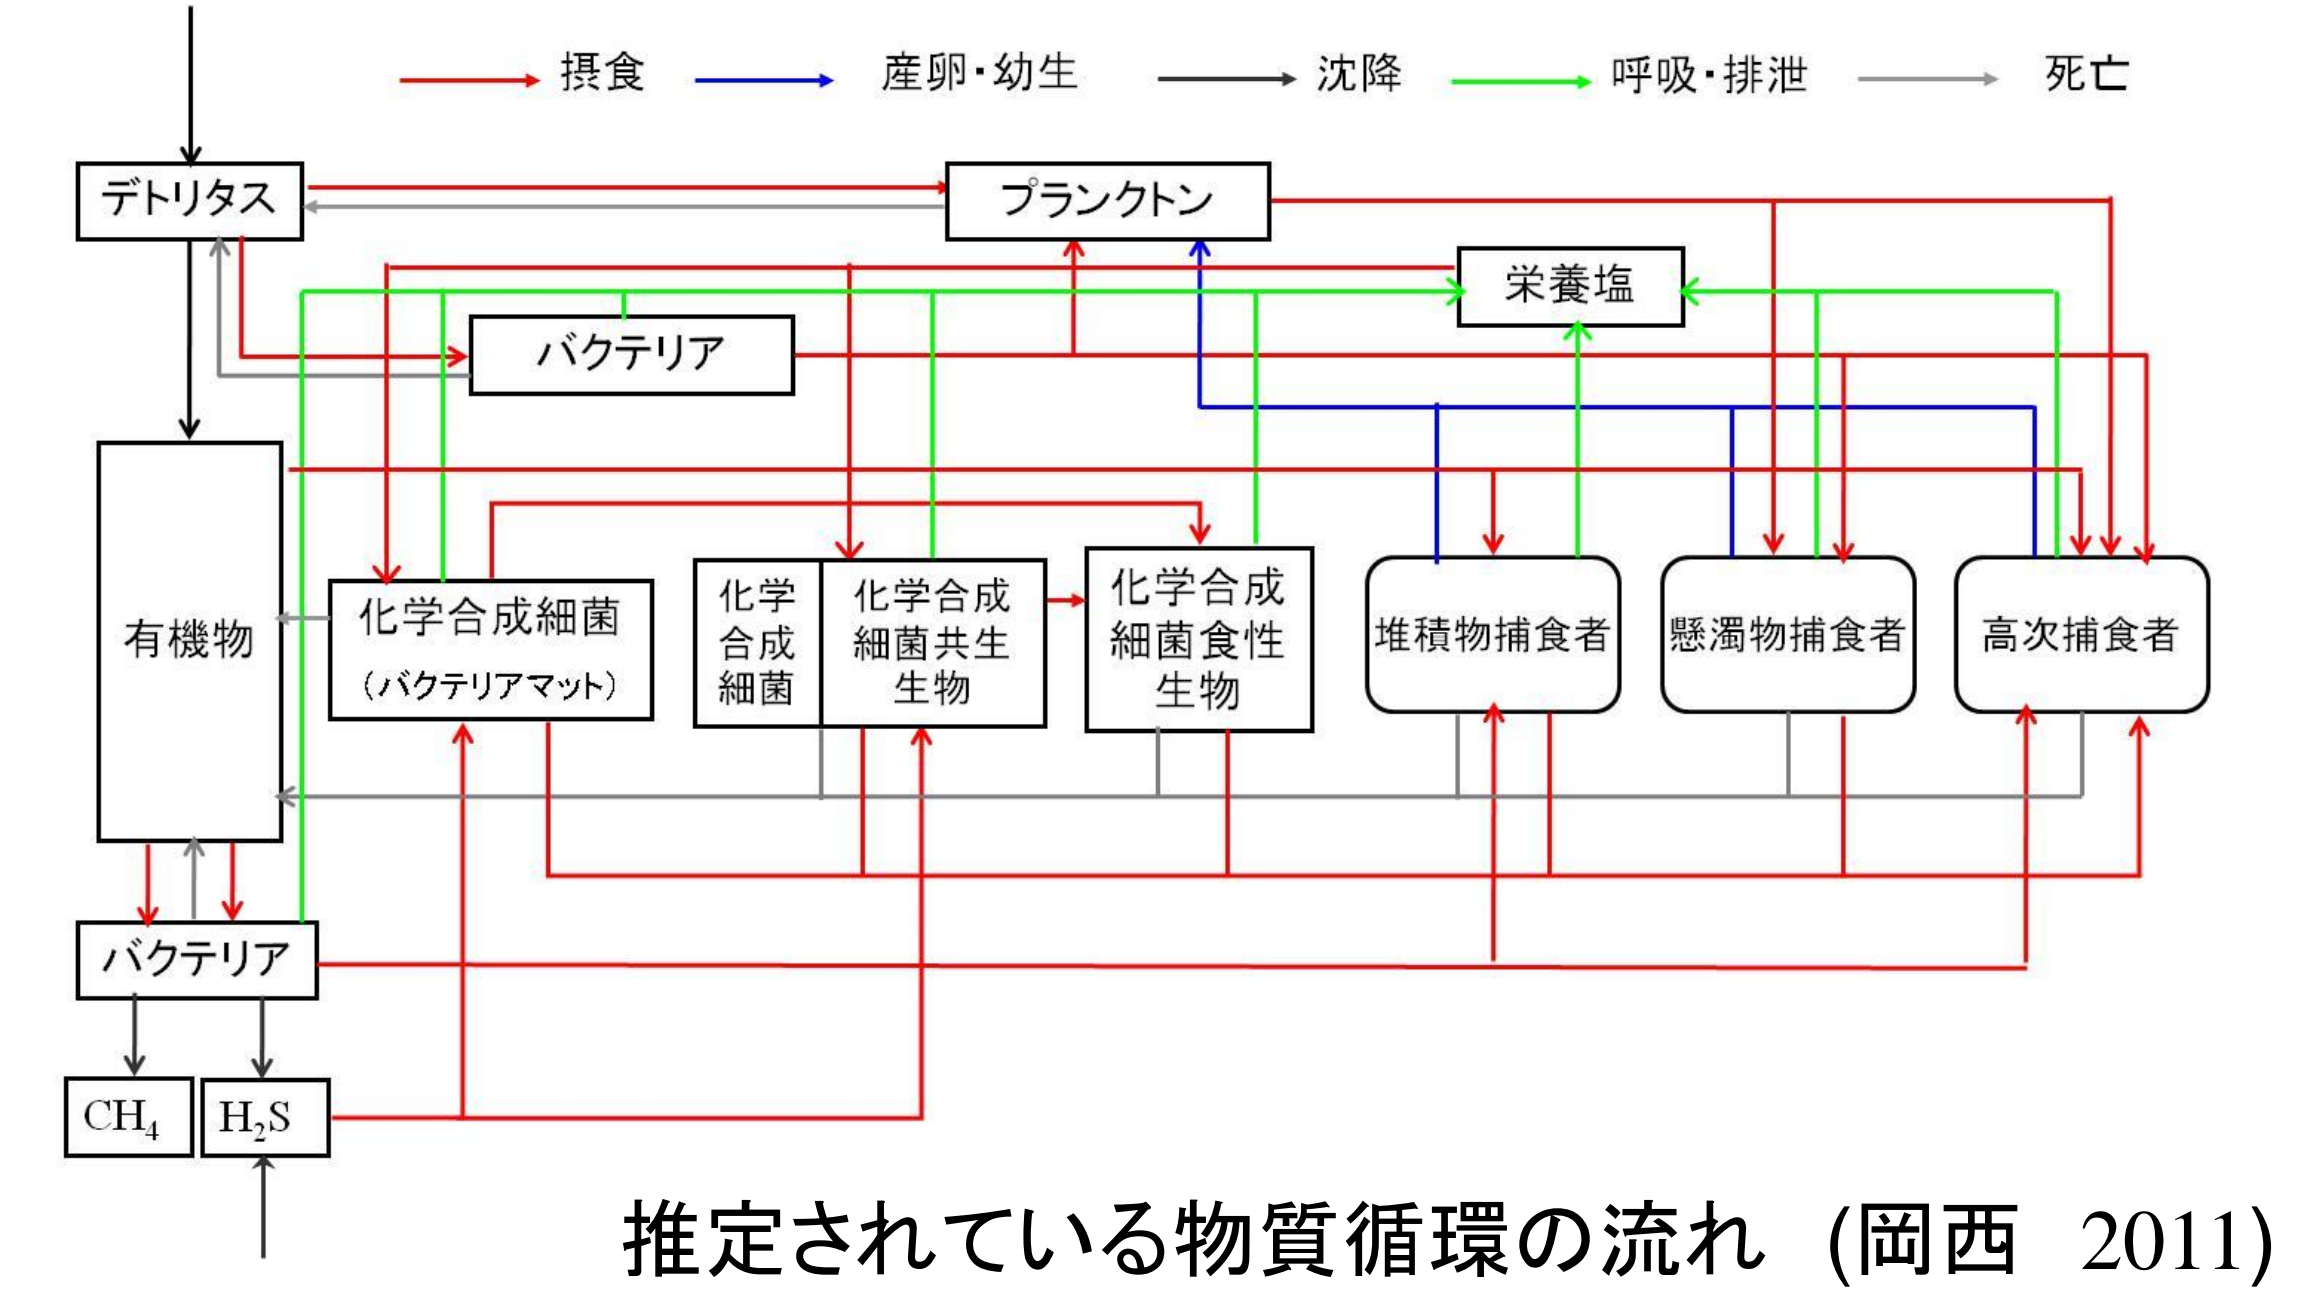 摂食 産卵・幼生 沈降 呼吸・排泄 死亡
デトリタス
プランクトン
栄養塩
バクテリア
有機物
化学合成細菌
（バクテリアマット）
化学
合成
細菌
化学合成
細菌共生
生物
化学合成
細菌食性
生物
堆積物捕食者
懸濁物捕食者
高次捕食者
バクテリア
CH4
H2S
推定されている物質循環の流れ (岡西 2011)